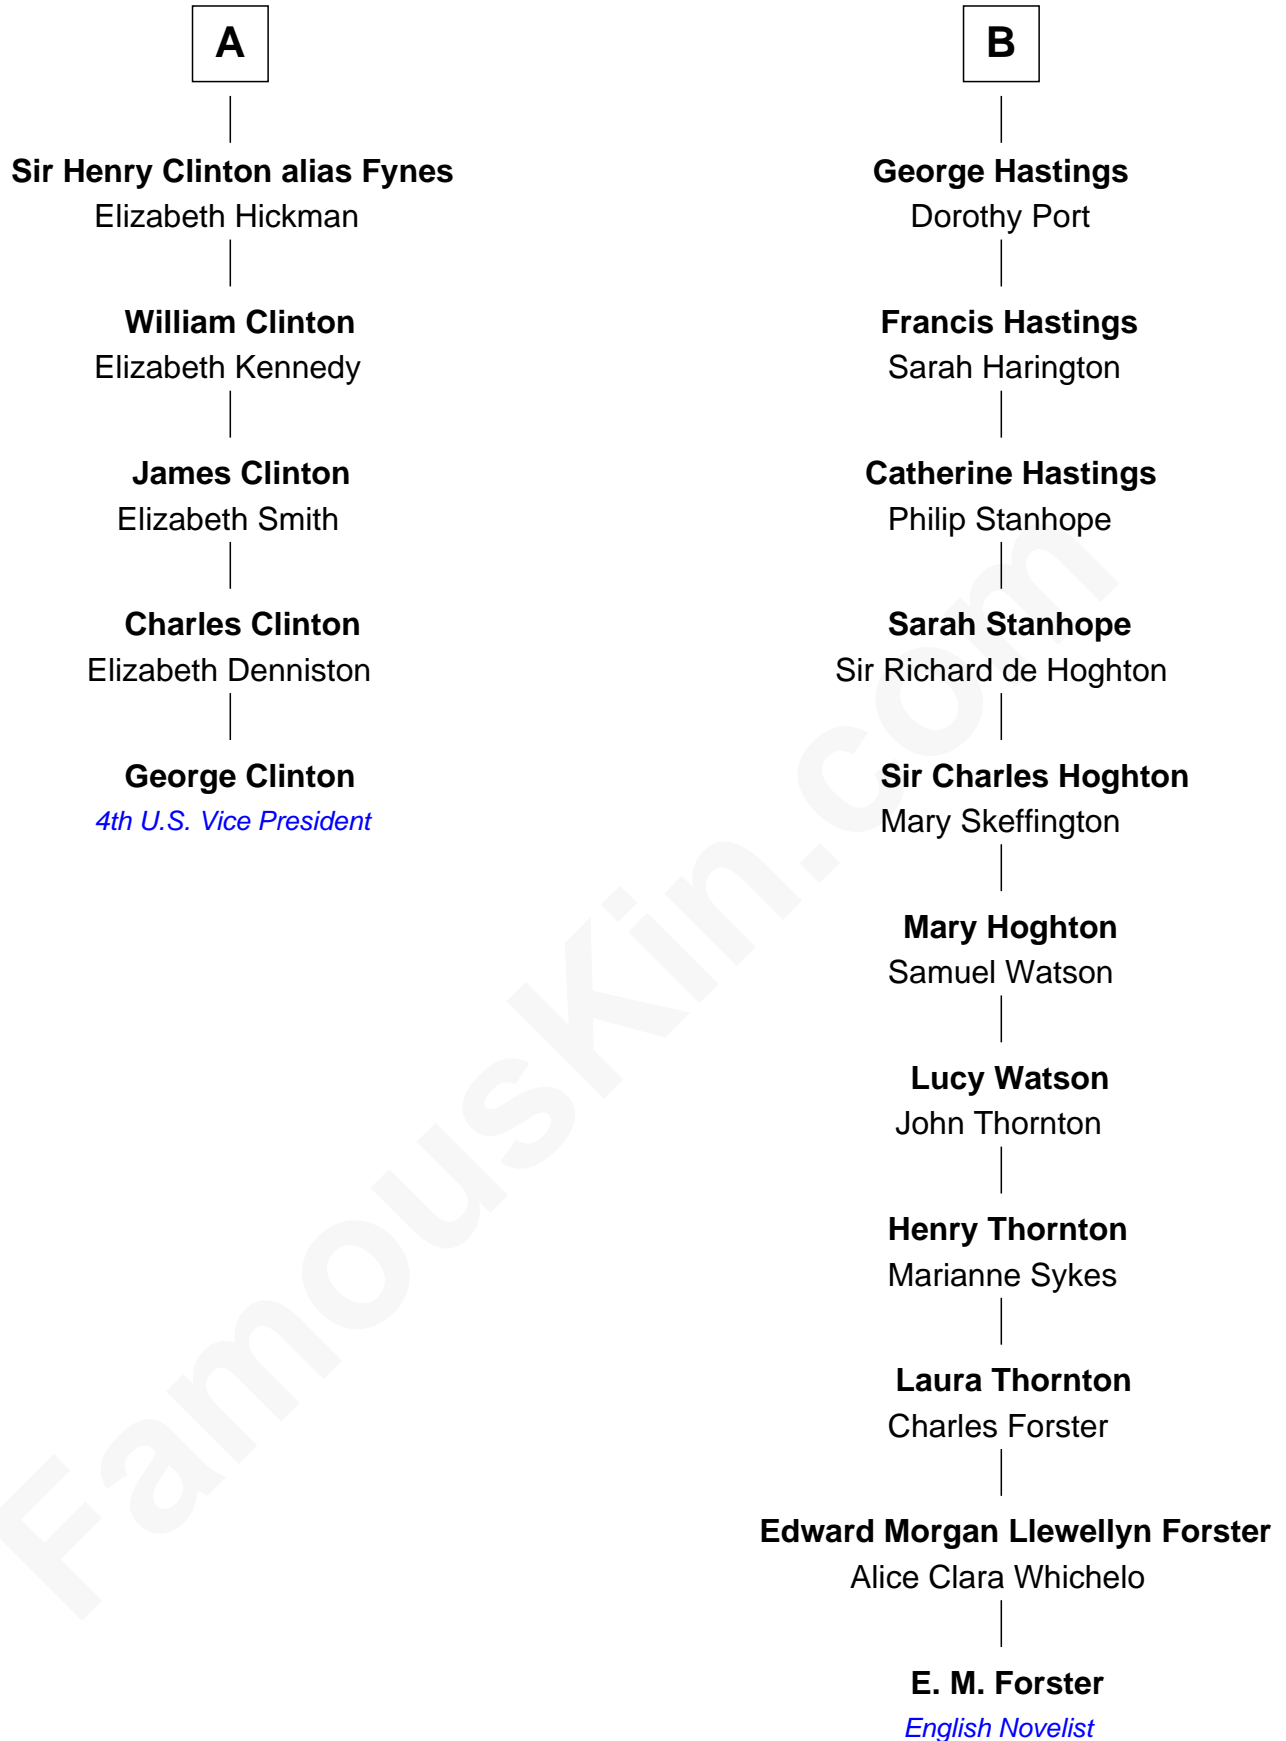 A
Sir Henry Clinton alias Fynes
Elizabeth Hickman
William Clinton
Elizabeth Kennedy
James Clinton
Elizabeth Smith
Charles Clinton
Elizabeth Denniston
George Clinton
4th U.S. Vice President
B
George Hastings
Dorothy Port
Francis Hastings
Sarah Harington
Catherine Hastings
Philip Stanhope
Sarah Stanhope
Sir Richard de Hoghton
Sir Charles Hoghton
Mary Skeffington
Mary Hoghton
Samuel Watson
Lucy Watson
John Thornton
Henry Thornton
Marianne Sykes
Laura Thornton
Charles Forster
Edward Morgan Llewellyn Forster
Alice Clara Whichelo
E. M. Forster
English Novelist
FamousKin.com